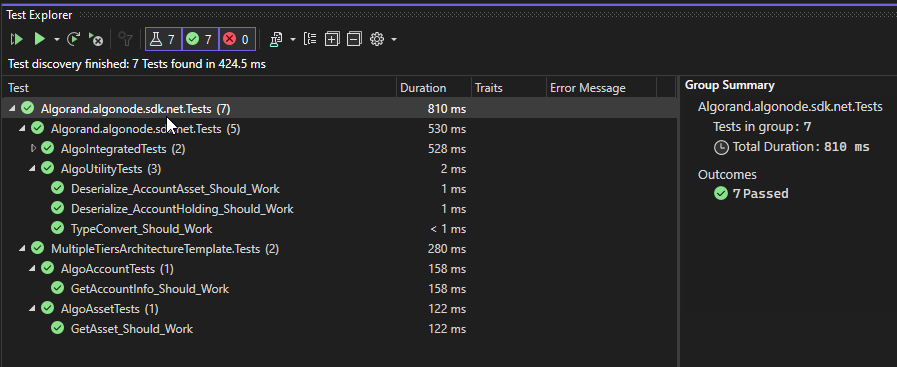 Test Explorer
7 7 0
Test discovery finished: 7 Tests found in 424.5 ms
Test Duration Traits Error Message
Algorand.algonode.sdk.net.Tests (7) 810 ms
Algorand.algonode.sdk.net.Tests (5) 530 ms
AlgoIntegratedTests (2) 528 ms
AlgoUtilityTests (3) 2 ms
Deserialize_AccountAsset_Should_Work 1 ms
Deserialize_AccountHolding_Should_Work 1 ms
TypeConvert_Should_Work < 1 ms
MultipleTiersArchitectureTemplate.Tests (2) 280 ms
AlgoAccountTests (1) 158 ms
GetAccountInfo_Should_Work 158 ms
AlgoAssetTests (1) 122 ms
GetAsset_Should_Work 122 ms
Group Summary
Algorand.algonode.sdk.net.Tests
Tests in group: 7
Total Duration: 810 ms
Outcomes
7 Passed